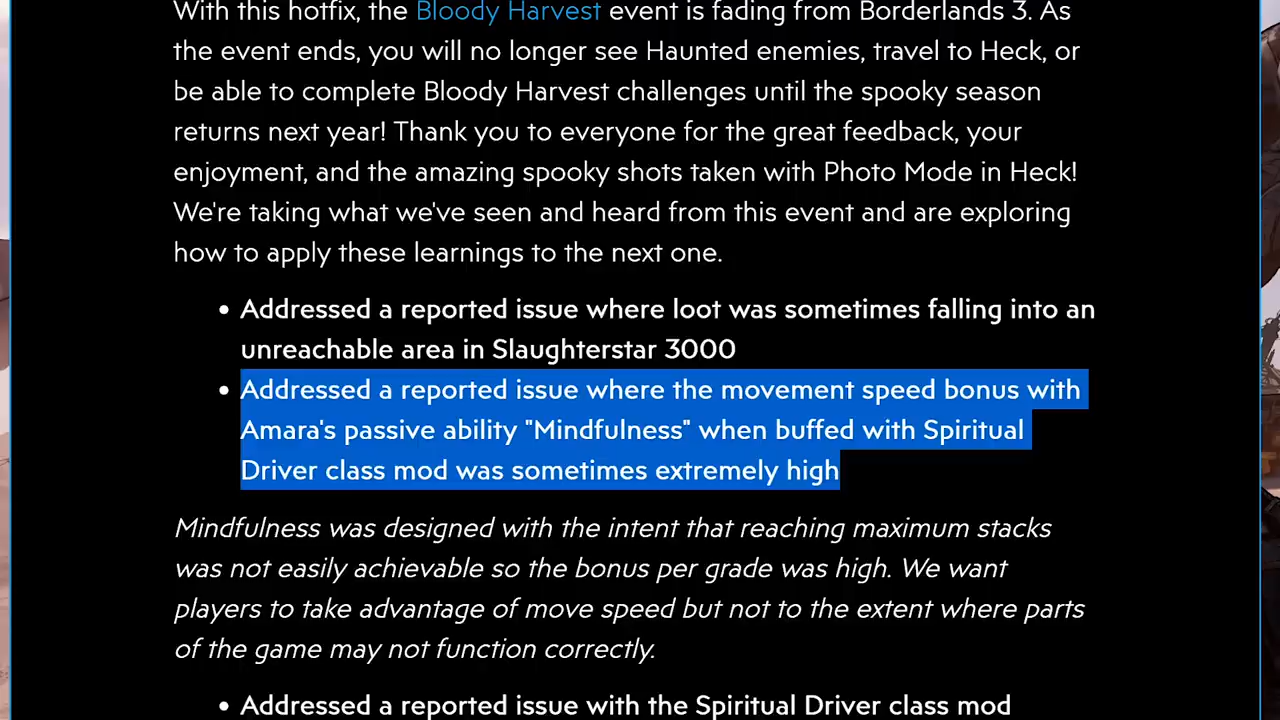 With this hotfix, the Bloody Harvest event is fading from Borderlands 3. As
the event ends, you will no longer see Haunted enemies, travel to Heck, or
be able to complete Bloody Harvest challenges until the spooky season
returns next year! Thank you to everyone for the great feedback, your
enjoyment, and the amazing spooky shots taken with Photo Mode in Heck!
We're taking what we've seen and heard from this event and are exploring
how to apply these learnings to the next one.
• Addressed a reported issue where loot was sometimes falling into an
unreachable area in Slaughterstar 3000
• Addressed a reported issue where the movement speed bonus with
Amara's passive ability "Mindfulness" when buffed with Spiritual
Driver class mod was sometimes extremely high
Mindfulness was designed with the intent that reaching maximum stacks
was not easily achievable so the bonus per grade was high. We want
players to take advantage of move speed but not to the extent where parts
of the game may not function correctly.
• Addressed a reported issue with the Spiritual Driver class mod